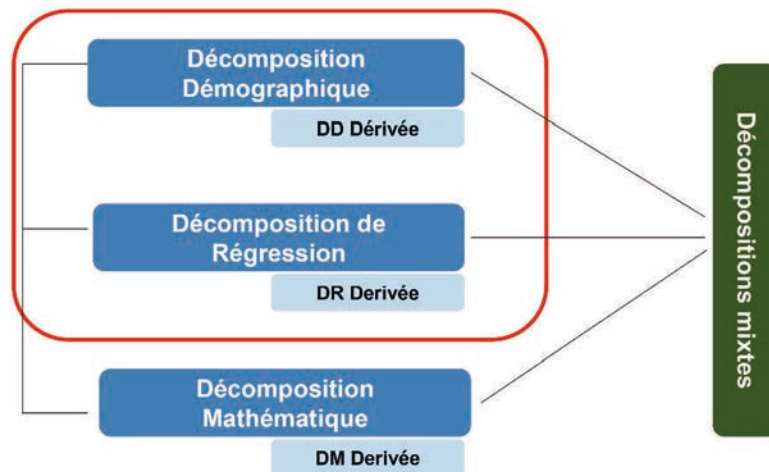 Décomposition
Démographique
DD Dérivée
Décomposition de
Régression
DR Derivée
Décomposition
Mathématique
DM Derivée
Décompositions mixtes